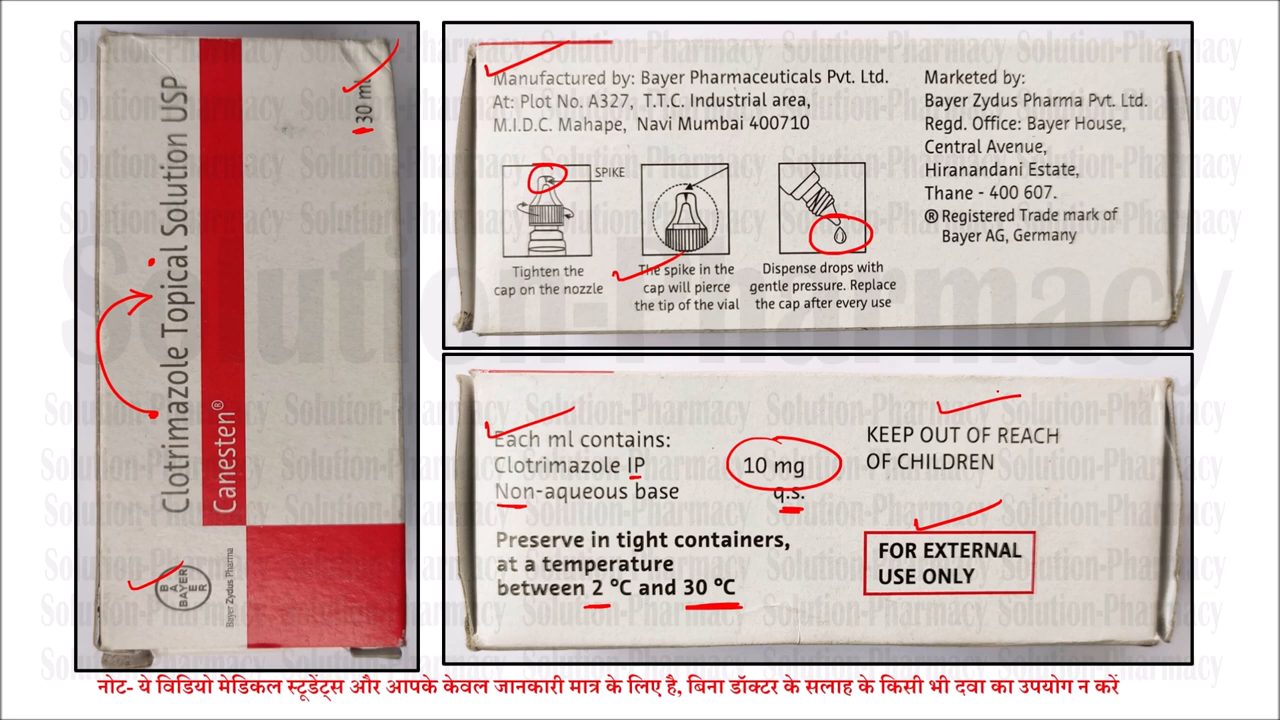 Clotrimazole Topical Solution USP
Canesten®
30 ml
BAYER
BAYER
Bayer Zydus Pharma
Manufactured by: Bayer Pharmaceuticals Pvt. Ltd.
At: Plot No. A327, T.T.C. Industrial area,
M.I.D.C. Mahape, Navi Mumbai 400710
SPIKE
Tighten the
cap on the nozzle
The spike in the
cap will pierce
the tip of the vial
Dispense drops with
gentle pressure. Replace
the cap after every use
Marketed by:
Bayer Zydus Pharma Pvt. Ltd.
Regd. Office: Bayer House,
Central Avenue,
Hiranandani Estate,
Thane - 400 607.
® Registered Trade mark of
Bayer AG, Germany
Each ml contains:
Clotrimazole IP 10 mg
Non-aqueous base q.s.
Preserve in tight containers,
at a temperature
between 2 °C and 30 °C
KEEP OUT OF REACH
OF CHILDREN
FOR EXTERNAL
USE ONLY
Solution-Pharmacy
नोट- ये विडियो मेडिकल स्टूडेंट्स और आपके केवल जानकारी मात्र के लिए है, बिना डॉक्टर के सलाह के किसी भी दवा का उपयोग न करें